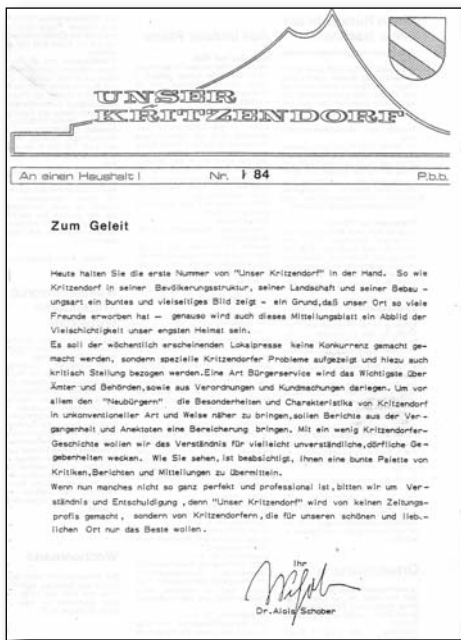 UNSER
KRITZENDORF
An einen Haushalt! Nr. 1 84 P.b.b.
Zum Geleit
Heute halten Sie die erste Nummer von "Unser Kritzendorf" in der Hand. So wie
Kritzendorf in seiner Bevölkerungsstruktur, seiner Landschaft und seiner Bebau -
ungsart ein buntes und vielseitiges Bild zeigt - ein Grund,daß unser Ort so viele
Freunde erworben hat - genauso wird auch dieses Mitteilungsblatt ein Abbild der
Vielschichtigkeit unser engsten Heimat sein.
Es soll der wöchentlich erscheinenden Lokalpresse keine Konkurrenz gemacht ge-
macht werden, sondern spezielle Kritzendorfer Probleme aufgezeigt und hiezu auch
kritisch Stellung bezogen werden.Eine Art Bürgerservice wird das Wichtigste über
Ämter und Behörden,sowie aus Verordnungen und Kundmachungen darlegen. Um vor
allem den "Neubürgern" die Besonderheiten und Charakteristika von Kritzendorf
in unkonventioneller Art und Weise näher zu bringen,sollen Berichte aus der Ver-
gangenheit und Anektoten eine Bereicherung bringen. Mit ein wenig Kritzendorfer-
Geschichte wollen wir das Verständnis für vielleicht unverständliche,dörfliche Ge-
gebenheiten wecken. Wie Sie sehen, ist beabsichtigt, Ihnen eine bunte Palette von
Kritiken,Berichten und Mitteilungen zu übermitteln.
Wenn nun manches nicht so ganz perfekt und professional ist,bitten wir um Ver-
ständnis und Entschuldigung,denn "Unser Kritzendorf" wird von keinen Zeitungs-
profis gemacht, sondern von Kritzendorfern,die für unseren schönen und lieb-
lichen Ort nur das Beste wollen.
Ihr
Dr.Alois Schober